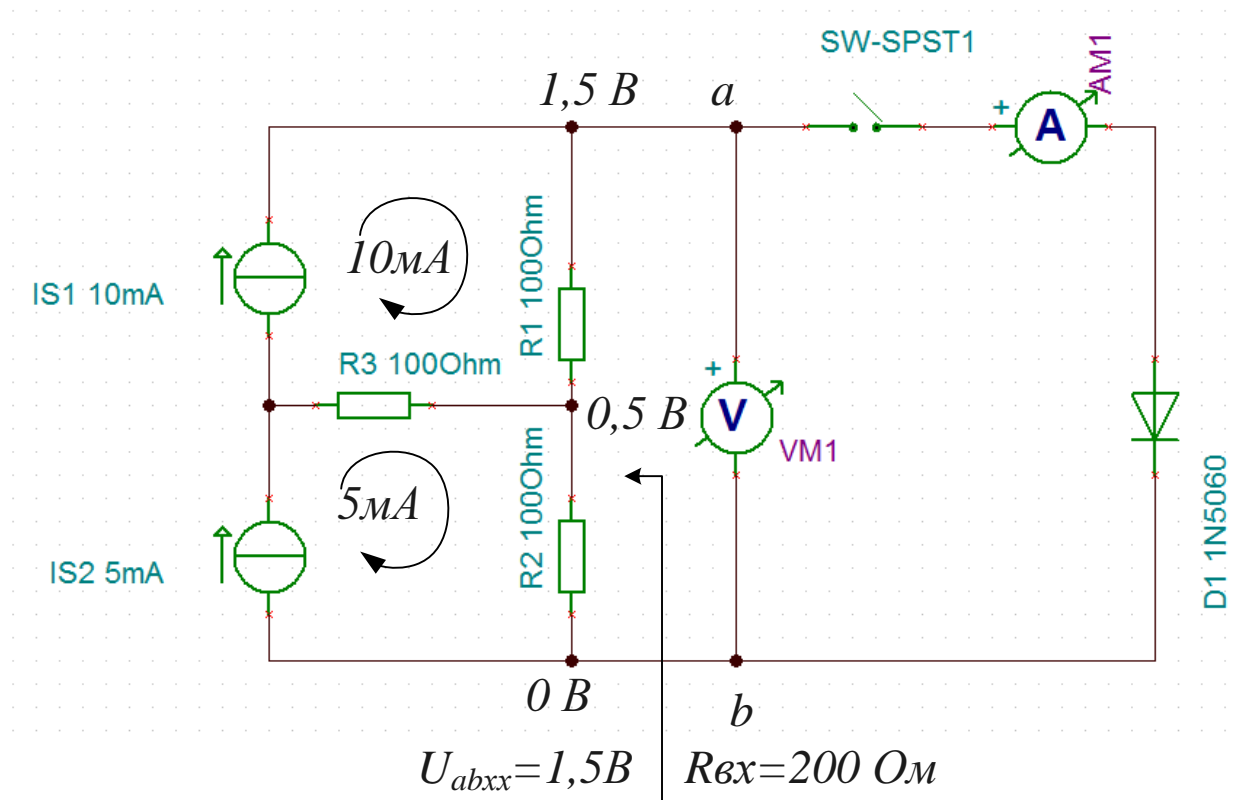 SW-SPST1
AM1
1,5 В
a
+
A
IS1 10mA
10мА
R1 100Ohm
R3 100Ohm
0,5 В
+
V
VM1
5мА
R2 100Ohm
IS2 5mA
D1 1N5060
0 В
b
Uabxx=1,5В
Rвх=200 Ом